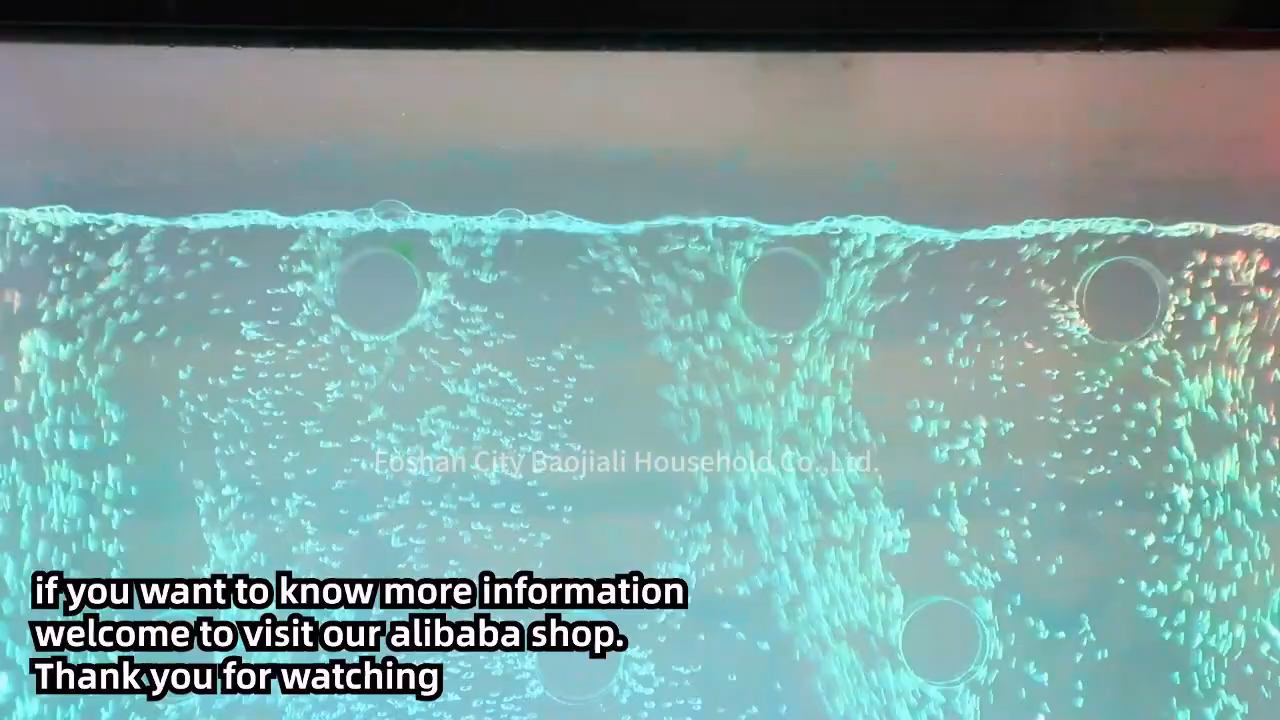 Foshan City Baojiali Household Co.,Ltd.
if you want to know more information
welcome to visit our alibaba shop.
Thank you for watching